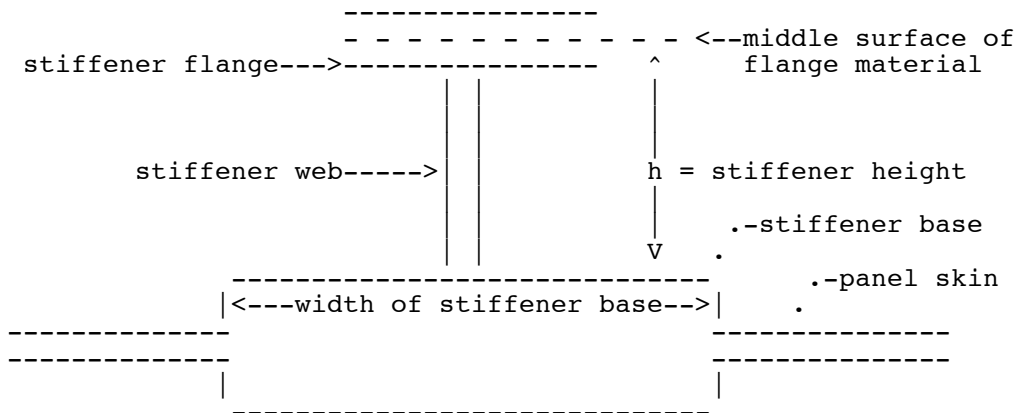 <--middle surface of
stiffener flange---> flange material
stiffener web-----> h = stiffener height
.-stiffener base
V .
.-panel skin
|<---width of stiffener base-->| .